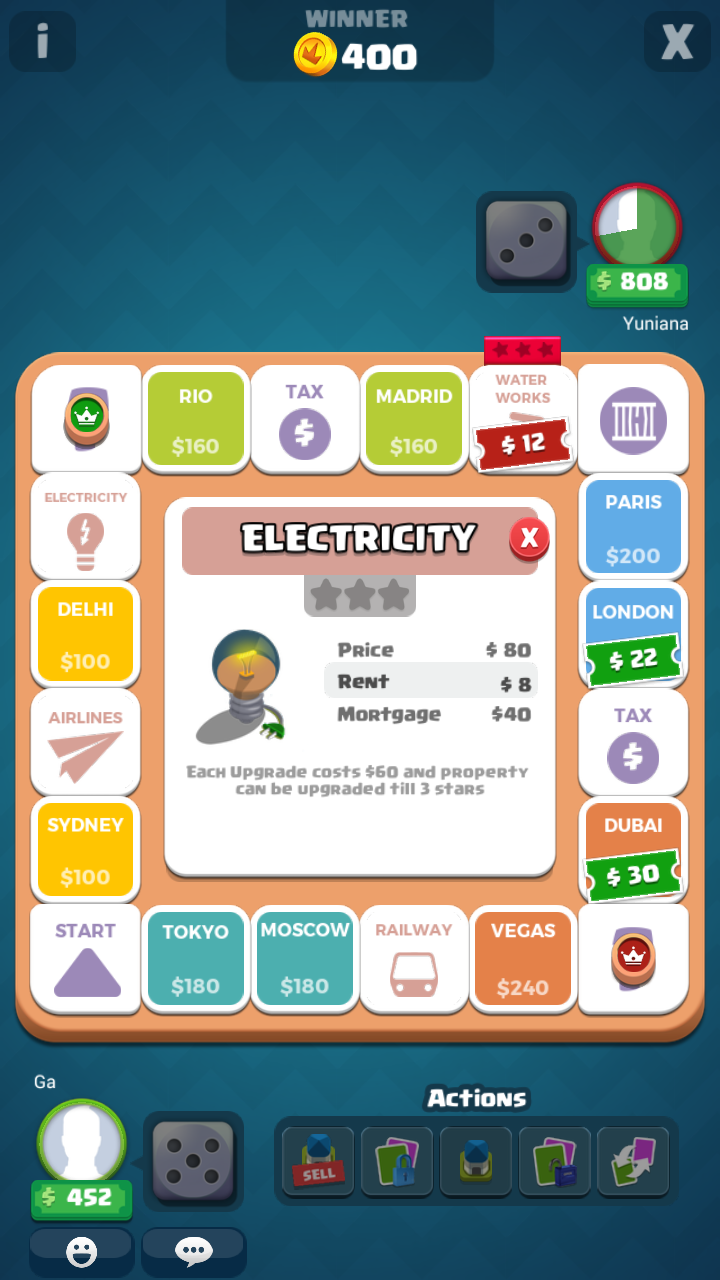 i
WINNER
400
X
$ 808
Yuniana
RIO
$160
TAX
$
MADRID
$160
WATER
WORKS
$ 12
ELECTRICITY
PARIS
$200
DELHI
$100
LONDON
$ 22
AIRLINES
TAX
$
SYDNEY
$100
DUBAI
$ 30
ELECTRICITY
X
Price $ 80
Rent $ 8
Mortgage $40
Each Upgrade costs $60 and property
can be upgraded till 3 stars
START
TOKYO
$180
MOSCOW
$180
RAILWAY
VEGAS
$240
Ga
$ 452
Actions
SELL